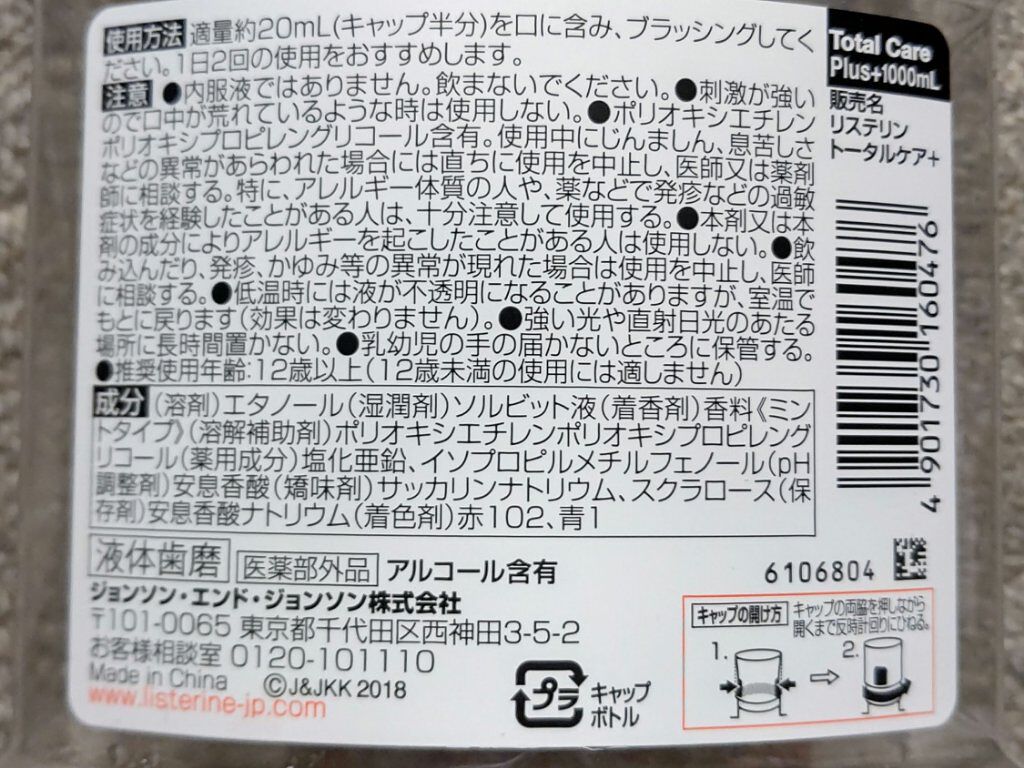 使用方法 適量約20mL(キャップ半分)を口に含み、ブラッシングしてく
ださい。1日2回の使用をおすすめします。
注意 ●内服液ではありません。飲まないでください。●刺激が強い
ので口中が荒れているような時は使用しない。●ポリオキシエチレン
ポリオキシプロピレングリコール含有。使用中にじんましん、息苦しさ
などの異常があらわれた場合には直ちに使用を中止し、医師又は薬剤
師に相談する。特に、アレルギー体質の人や、薬などで発疹などの過敏
症状を経験したことがある人は、十分注意して使用する。●本剤又は本
剤の成分によりアレルギーを起こしたことがある人は使用しない。●飲
み込んだり、発疹、かゆみ等の異常が現れた場合は使用を中止し、医師
に相談する。●低温時には液が不透明になることがありますが、室温で
もとに戻ります(効果は変わりません)。●強い光や直射日光のあたる
場所に長時間置かない。●乳幼児の手の届かないところに保管する。
●推奨使用年齢:12歳以上(12歳未満の使用には適しません)
成分 (溶剤)エタノール(湿潤剤)ソルビット液(着香剤)香料《ミン
トタイプ》(溶解補助剤)ポリオキシエチレンポリオキシプロピレング
リコール(薬用成分)塩化亜鉛、イソプロピルメチルフェノール(pH
調整剤)安息香酸(矯味剤)サッカリンナトリウム、スクラロース(保
存剤)安息香酸ナトリウム(着色剤)赤102、青1
液体歯磨 医薬部外品 アルコール含有
ジョンソン・エンド・ジョンソン株式会社
〒101-0065 東京都千代田区西神田3-5-2
お客様相談室 0120-101110
Made in China ©J&JKK 2018
www.listerine-jp.com
プラ
キャップ
ボトル
Total Care
Plus+1000mL
販売名
リステリン
トータルケア+
4 901730 160476
6106804
キャップの開け方 キャップの両脇を押しながら
開くまで反時計回りにひねる。
1. 2.